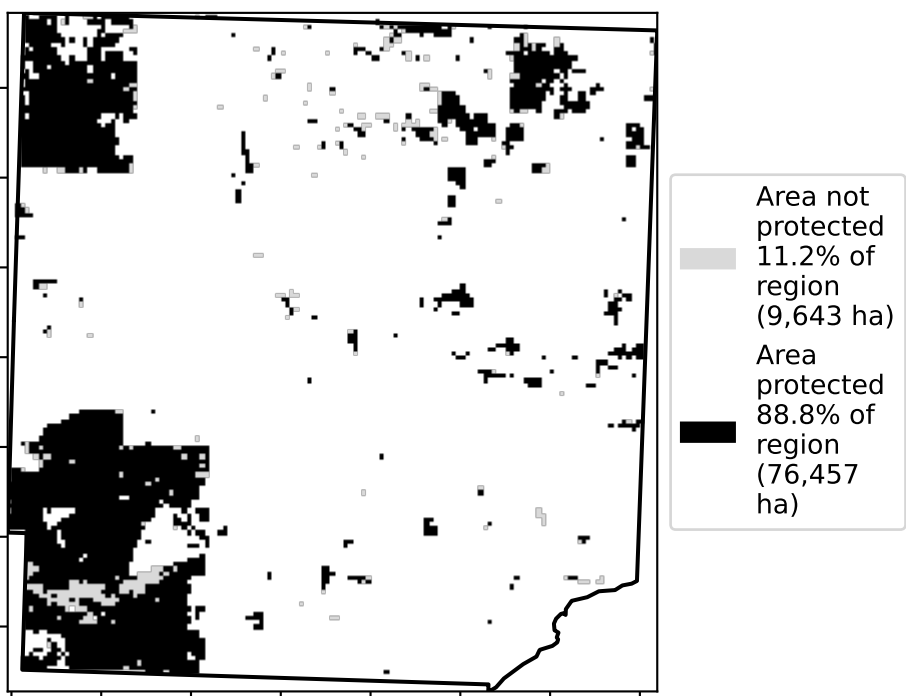 Area not
protected
11.2% of
region
(9,643 ha)
Area
protected
88.8% of
region
(76,457
ha)